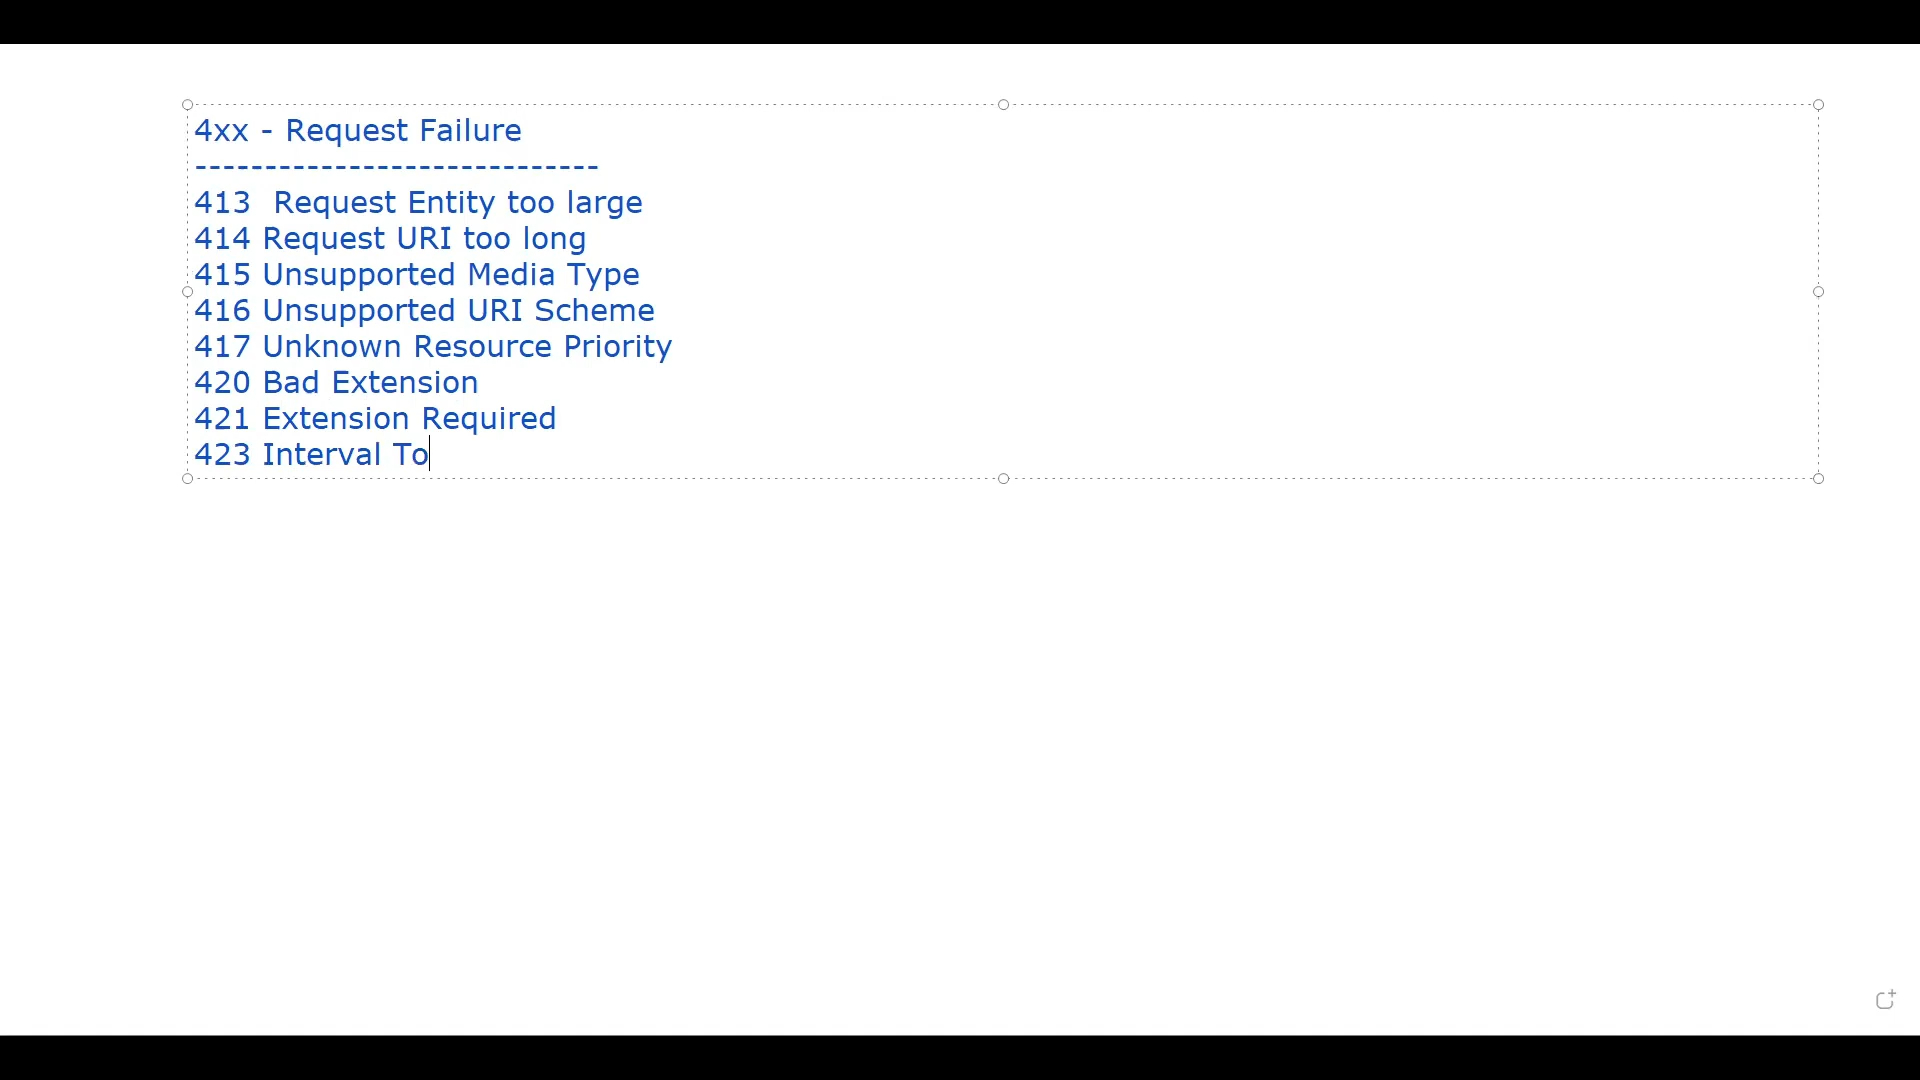 4xx - Request Failure
-----------------------------
413  Request Entity too large
414 Request URI too long
415 Unsupported Media Type
416 Unsupported URI Scheme
417 Unknown Resource Priority
420 Bad Extension
421 Extension Required
423 Interval To